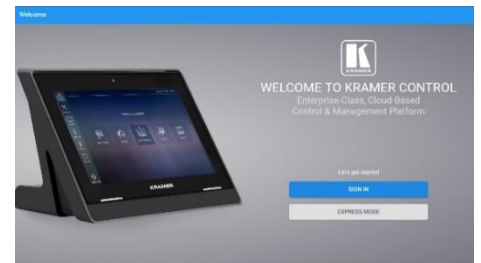 Welcome
KRAMER
WELCOME TO KRAMER CONTROL
Enterprise-Class, Cloud-Based
Control & Management Platform
Let's get started
SIGN IN
EXPRESS MODE
KRAMER